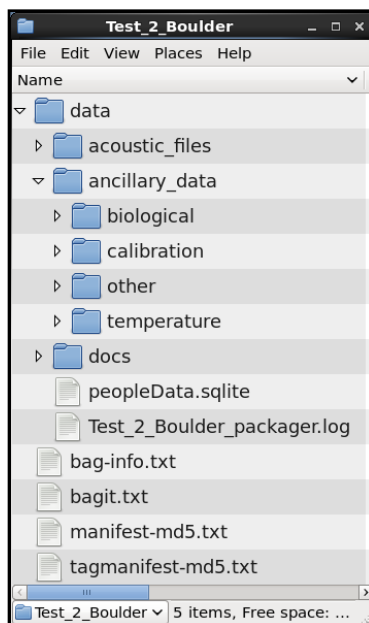 Test_2_Boulder
File Edit View Places Help
Name
data
acoustic_files
ancillary_data
biological
calibration
other
temperature
docs
peopleData.sqlite
Test_2_Boulder_packager.log
bag-info.txt
bagit.txt
manifest-md5.txt
tagmanifest-md5.txt
Test_2_Boulder 5 items, Free space: ...